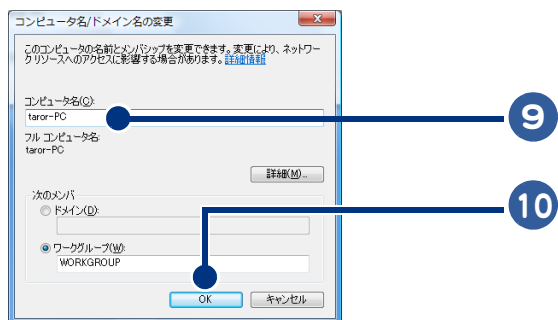 コンピュータ名/ドメイン名の変更
このコンピュータの名前とメンバシップを変更できます。変更により、ネットワー
クリソースへのアクセスに影響する場合があります。詳細情報
コンピュータ名(C):
taror-PC
9
フル コンピュータ名:
taror-PC
詳細(M)...
次のメンバ
ドメイン(D):
10
ワークグループ(W):
WORKGROUP
OK
キャンセル